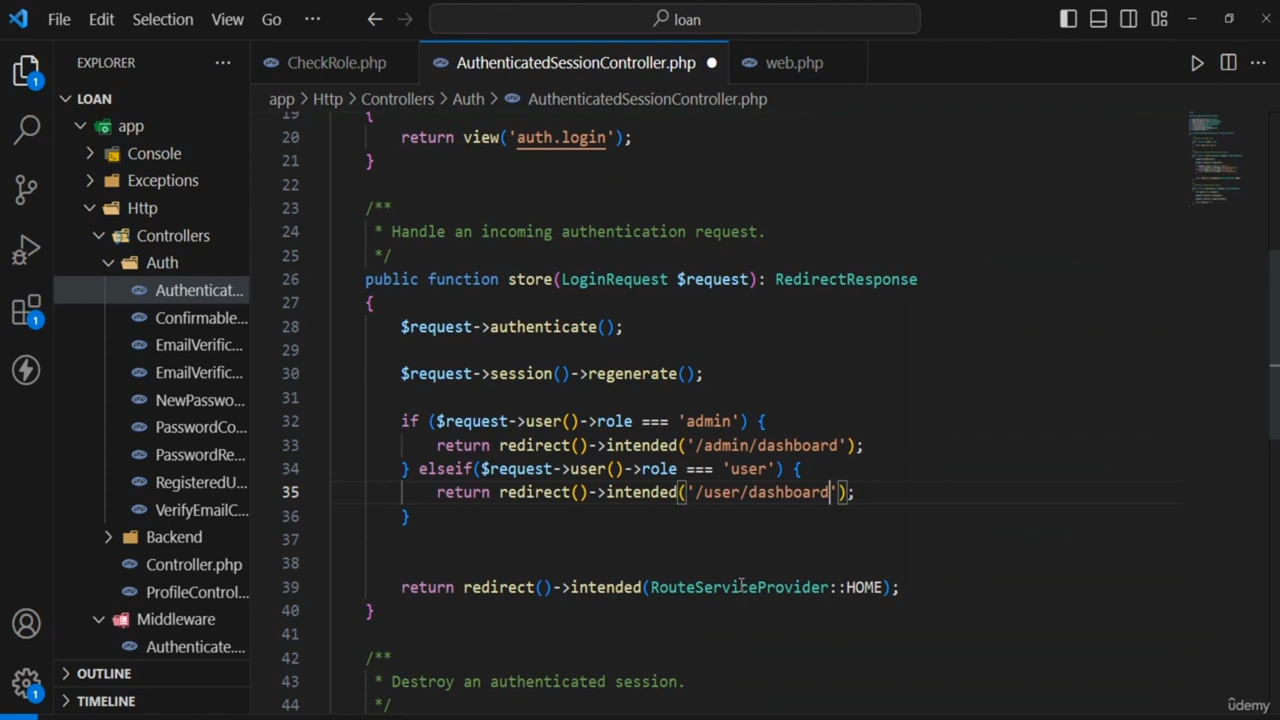 File Edit Selection View Go ··· loan
EXPLORER ···
CheckRole.php AuthenticatedSessionController.php web.php ···
LOAN
app
Console
Exceptions
Http
Controllers
Auth
Authenticat...
Confirmable...
EmailVerific...
EmailVerific...
NewPasswo...
PasswordCo...
PasswordRe...
RegisteredU...
VerifyEmailC...
Backend
Controller.php
ProfileControl...
Middleware
Authenticate....
OUTLINE
TIMELINE
1
1
1
app > Http > Controllers > Auth > AuthenticatedSessionController.php
19 {
20 return view('auth.login');
21 }
22
23 /**
24 * Handle an incoming authentication request.
25 */
26 public function store(LoginRequest $request): RedirectResponse
27 {
28 $request->authenticate();
29
30 $request->session()->regenerate();
31
32 if ($request->user()->role === 'admin') {
33 return redirect()->intended('/admin/dashboard');
34 } elseif($request->user()->role === 'user') {
35 return redirect()->intended('/user/dashboard');
36 }
37
38
39 return redirect()->intended(RouteServiceProvider::HOME);
40 }
41
42 /**
43 * Destroy an authenticated session.
44 */
ûdemy